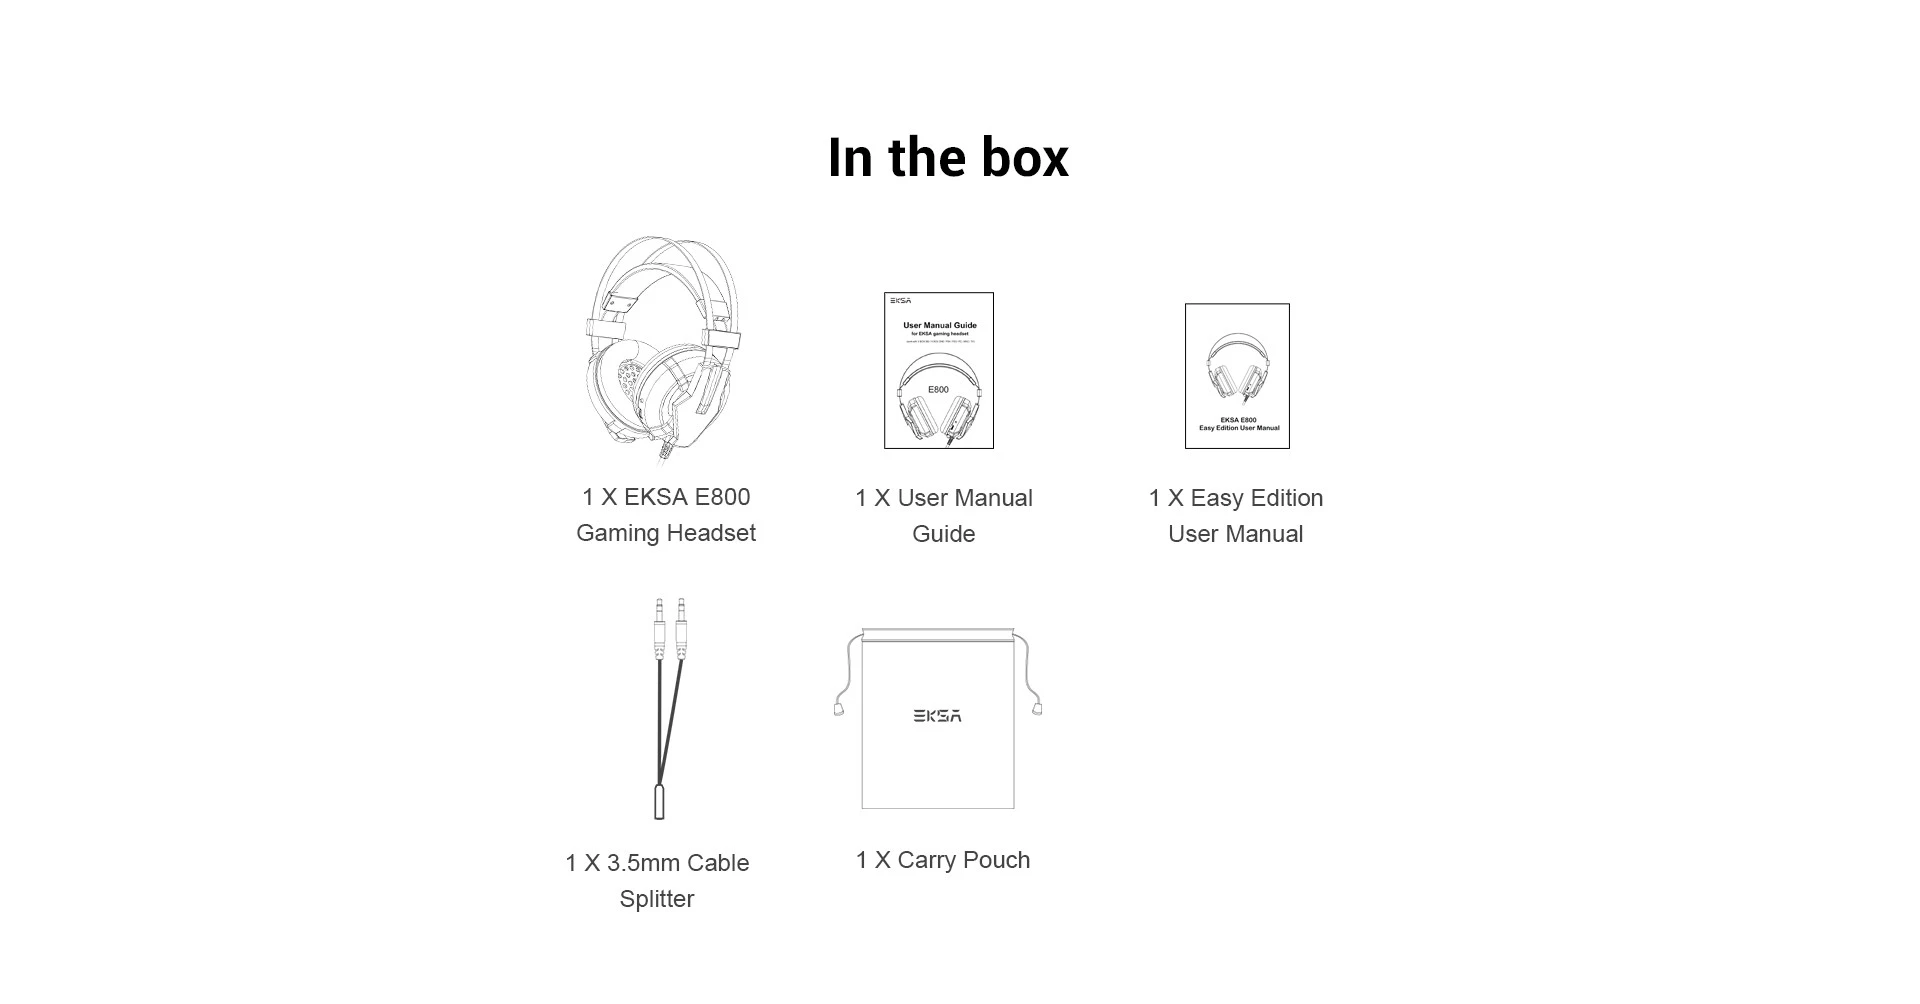 In the box
EKSA
User Manual Guide
for EKSA gaming headset
E800
EKSA E800
Easy Edition User Manual
1 X EKSA E800
Gaming Headset
1 X User Manual
Guide
1 X Easy Edition
User Manual
EKSA
1 X 3.5mm Cable
Splitter
1 X Carry Pouch